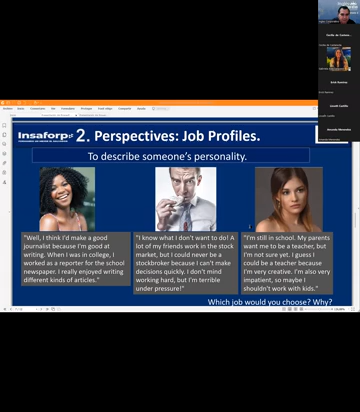 Insaforp
2. Perspectives: Job Profiles.
To describe someone's personality.
"Well, I think I'd make a good
journalist because I'm good at
writing. When I was in college, I
worked as a reporter for the school
newspaper. I really enjoyed writing
different kinds of articles."
"I know what I don't want to do! A
lot of my friends work in the stock
market, but I could never be a
stockbroker because I can't make
decisions quickly. I don't mind
working hard, but I'm terrible
under pressure!"
"I'm still in school. My parents
want me to be a teacher, but
I'm not sure yet. I guess I
could be a teacher because
I'm very creative. I'm also very
impatient, so maybe I
shouldn't work with kids."
Which job would you choose? Why?